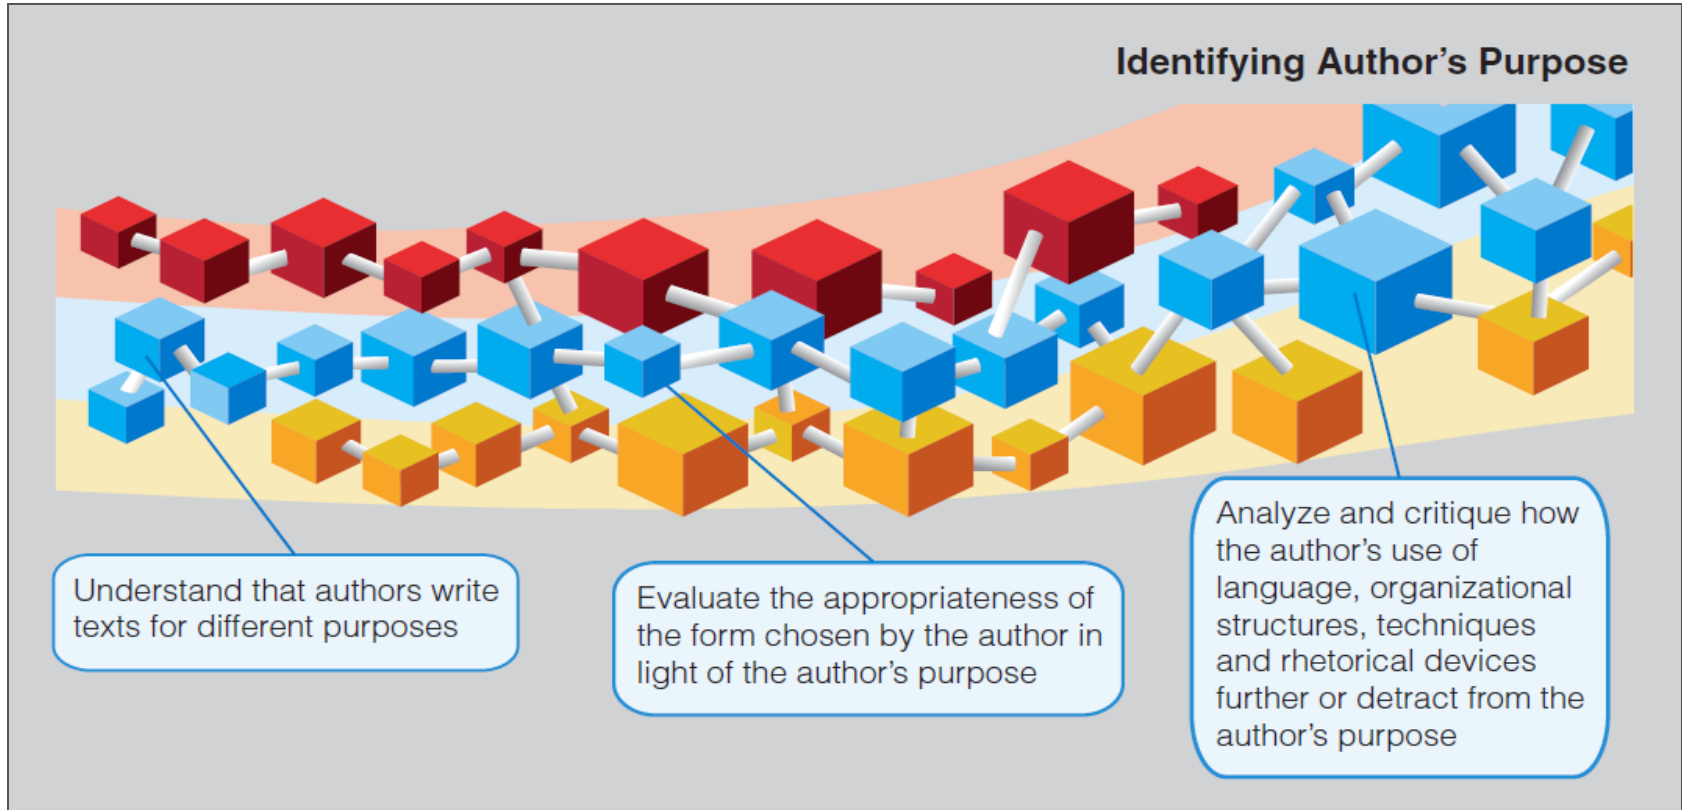 Identifying Author’s Purpose
Understand that authors write
texts for different purposes
Evaluate the appropriateness of
the form chosen by the author in
light of the author’s purpose
Analyze and critique how
the author’s use of
language, organizational
structures, techniques
and rhetorical devices
further or detract from the
author’s purpose